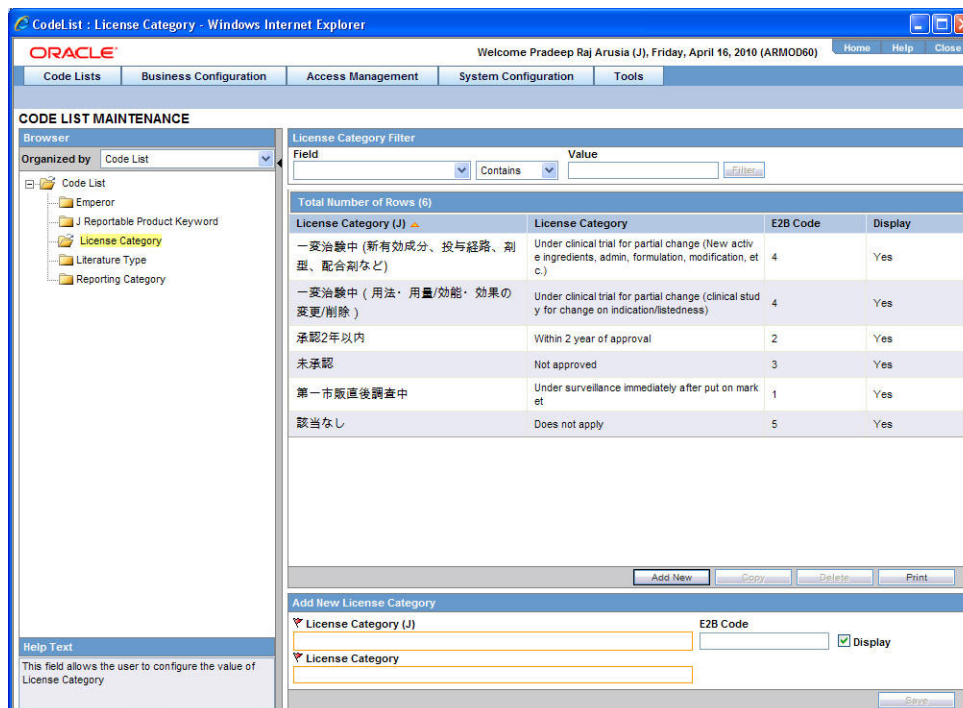 CodeList : License Category - Windows Internet Explorer
ORACLE
Welcome Pradeep Raj Arusia (J), Friday, April 16, 2010 (ARMOD60)
Home Help Close
Code Lists Business Configuration Access Management System Configuration Tools
CODE LIST MAINTENANCE
Browser
Organized by Code List
Code List
Emperor
J Reportable Product Keyword
License Category
Literature Type
Reporting Category
License Category Filter
Field Value
Contains Filter
Total Number of Rows (6)
License Category (J) License Category E2B Code Display
一変治験中 (新有効成分、投与経路、剤
型、配合剤など)
Under clinical trial for partial change (New activ
e ingredients, admin, formulation, modification, et
c.)
4 Yes
一変治験中 ( 用法・ 用量/効能・ 効果の
変更/削除 )
Under clinical trial for partial change (clinical stud
y for change on indication/listedness)
4 Yes
承認2年以内 Within 2 year of approval 2 Yes
未承認 Not approved 3 Yes
第一市販直後調査中
Under surveillance immediately after put on mark
et
1 Yes
該当なし Does not apply 5 Yes
Add New Copy Delete Print
Add New License Category
License Category (J) E2B Code
Display
License Category
Save
Help Text
This field allows the user to configure the value of
License Category